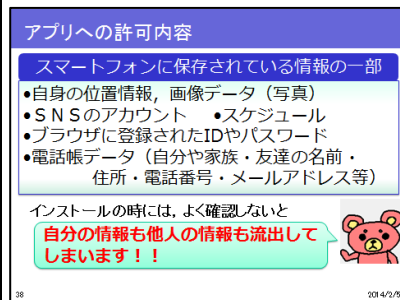 アプリへの許可内容
スマートフォンに保存されている情報の一部
●自身の位置情報，画像データ（写真）
●ＳＮＳのアカウント　●スケジュール
●ブラウザに登録されたIDやパスワード
●電話帳データ（自分や家族・友達の名前・
住所・電話番号・メールアドレス等）
インストールの時には，よく確認しないと
自分の情報も他人の情報も流出して
しまいます！！
38
2014/2/5